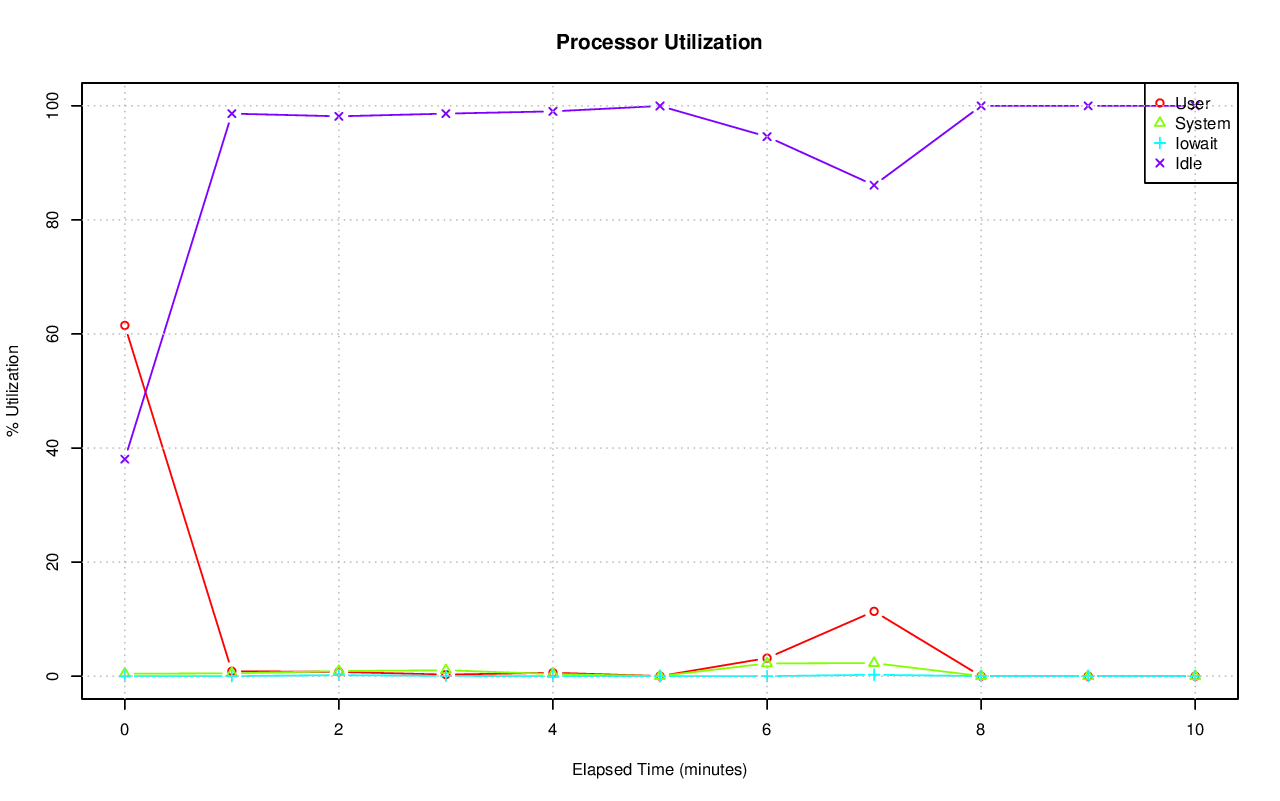 Processor Utilization
100
80
60
40
20
0
% Utilization
User
System
Iowait
Idle
0 2 4 6 8 10
Elapsed Time (minutes)